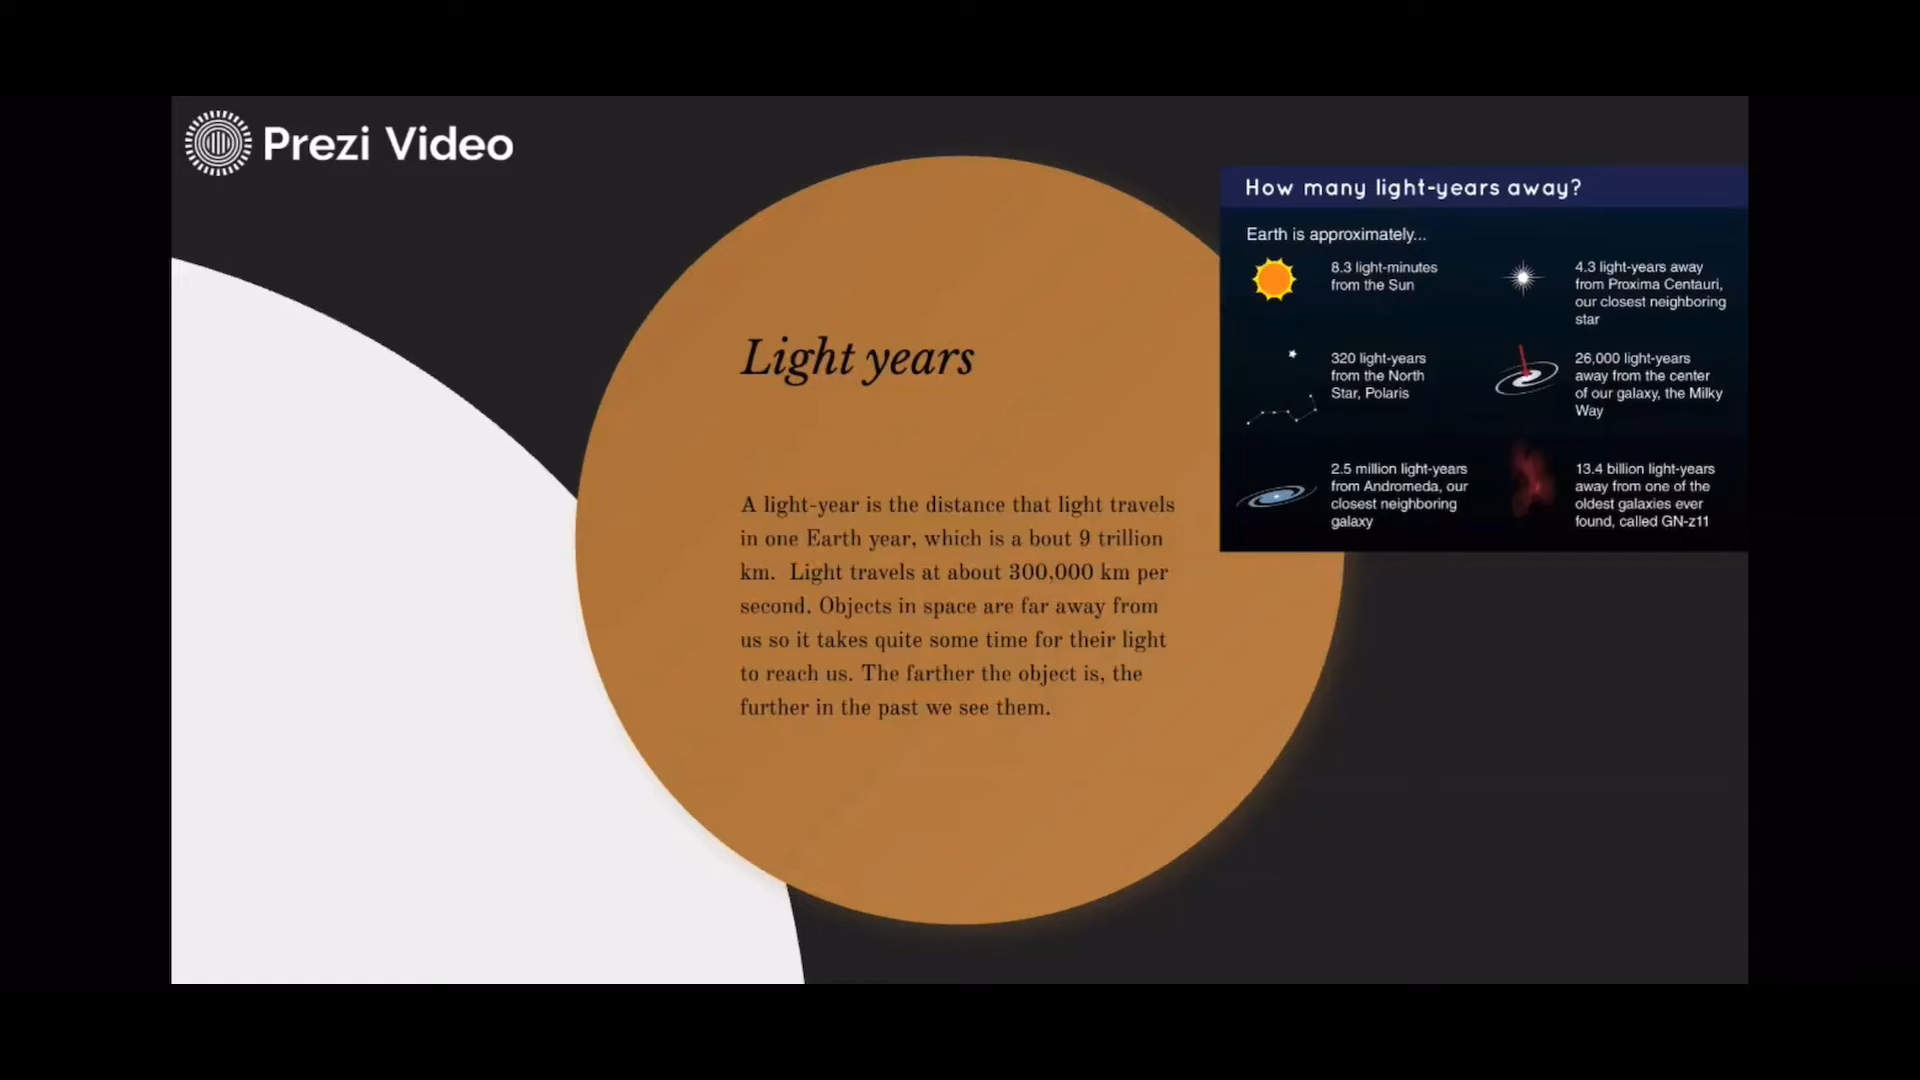 Prezi Video
Light years
A light-year is the distance that light travels
in one Earth year, which is a bout 9 trillion
km.  Light travels at about 300,000 km per
second. Objects in space are far away from
us so it takes quite some time for their light
to reach us. The farther the object is, the
further in the past we see them.
How many light-years away?
Earth is approximately...
8.3 light-minutes
from the Sun
4.3 light-years away
from Proxima Centauri,
our closest neighboring
star
320 light-years
from the North
Star, Polaris
26,000 light-years
away from the center
of our galaxy, the Milky
Way
2.5 million light-years
from Andromeda, our
closest neighboring
galaxy
13.4 billion light-years
away from one of the
oldest galaxies ever
found, called GN-z11